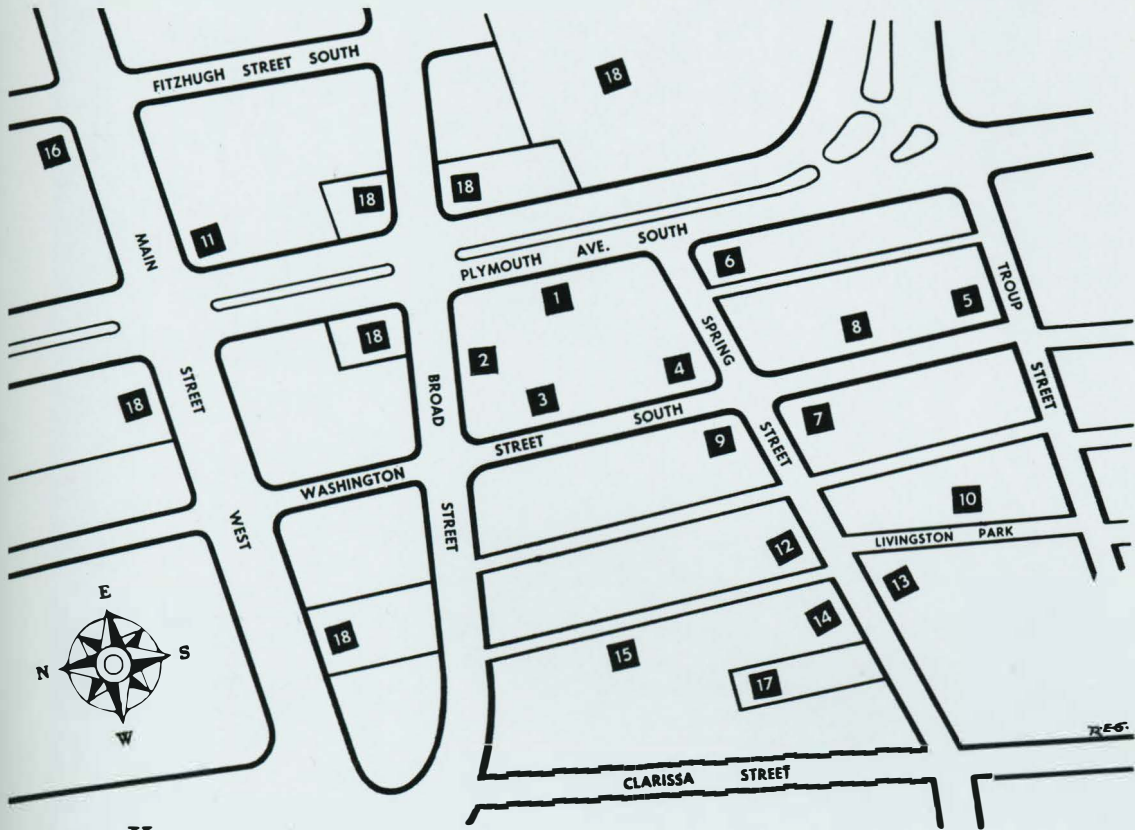 FITZHUGH STREET SOUTH
18
16
18
18
11
MAIN
PLYMOUTH AVE. SOUTH
6
1
5
TROUP
8
18
2
SPRING
4
3
BROAD
STREET
STREET
18
STREET SOUTH
7
9
STREET
WASHINGTON
10
STREET
WEST
LIVINGSTON PARK
12
13
14
18
15
17
E
N
S
W
CLARISSA STREET